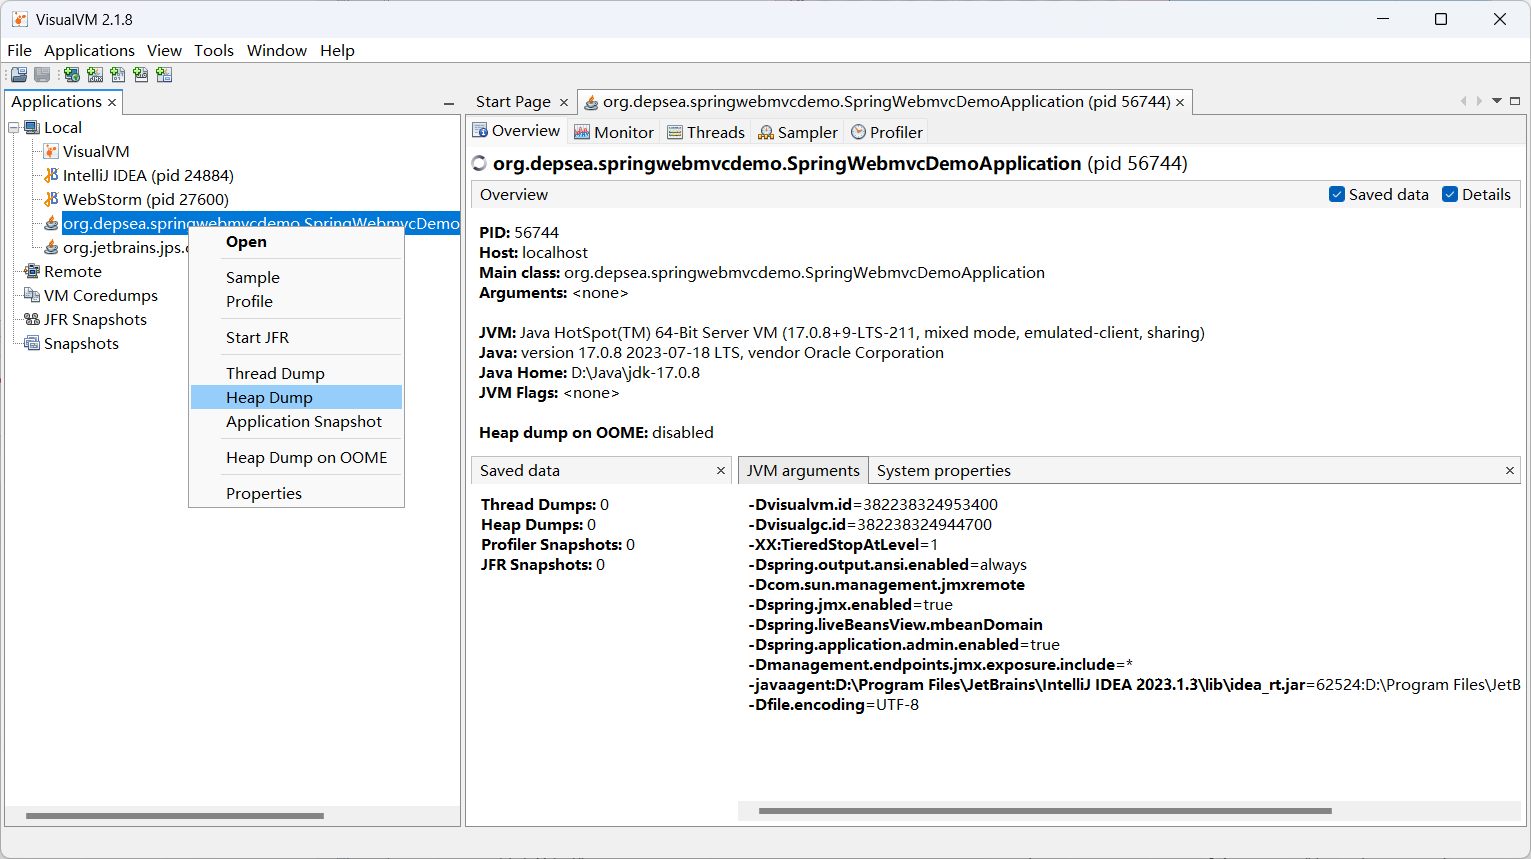 VisualVM 2.1.8
File Applications View Tools Window Help
Applications
Local
VisualVM
IntelliJ IDEA (pid 24884)
WebStorm (pid 27600)
org.depsea.springwebmvcdemo.SpringWebmvcDemo
org.jetbrains.jps.
Remote
VM Coredumps
JFR Snapshots
Snapshots
Open
Sample
Profile
Start JFR
Thread Dump
Heap Dump
Application Snapshot
Heap Dump on OOME
Properties
Start Page
org.depsea.springwebmvcdemo.SpringWebmvcDemoApplication (pid 56744)
Overview Monitor Threads Sampler Profiler
org.depsea.springwebmvcdemo.SpringWebmvcDemoApplication (pid 56744)
Overview Saved data Details
PID: 56744
Host: localhost
Main class: org.depsea.springwebmvcdemo.SpringWebmvcDemoApplication
Arguments: <none>
JVM: Java HotSpot(TM) 64-Bit Server VM (17.0.8+9-LTS-211, mixed mode, emulated-client, sharing)
Java: version 17.0.8 2023-07-18 LTS, vendor Oracle Corporation
Java Home: D:\Java\jdk-17.0.8
JVM Flags: <none>
Heap dump on OOME: disabled
Saved data
Thread Dumps: 0
Heap Dumps: 0
Profiler Snapshots: 0
JFR Snapshots: 0
JVM arguments System properties
-Dvisualvm.id=382238324953400
-Dvisualgc.id=382238324944700
-XX:TieredStopAtLevel=1
-Dspring.output.ansi.enabled=always
-Dcom.sun.management.jmxremote
-Dspring.jmx.enabled=true
-Dspring.liveBeansView.mbeanDomain
-Dspring.application.admin.enabled=true
-Dmanagement.endpoints.jmx.exposure.include=*
-javaagent:D:\Program Files\JetBrains\IntelliJ IDEA 2023.1.3\lib\idea_rt.jar=62524:D:\Program Files\JetB
-Dfile.encoding=UTF-8